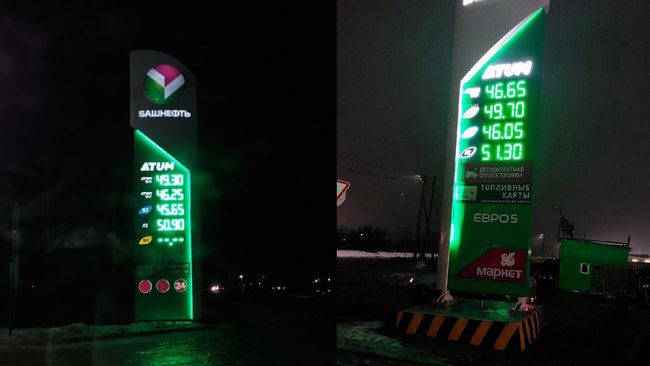 БАШНЕФТЬ
ATUM
49.30
46.25
92 45.65
50.90
--.--
24
ATUM
46.65
49.70
46.05
51.30
БЕСКОНТАКТНАЯ
ОПЛАТА ТОПЛИВА
ТОПЛИВНЫЕ
КАРТЫ
ЕВРО5
маркет